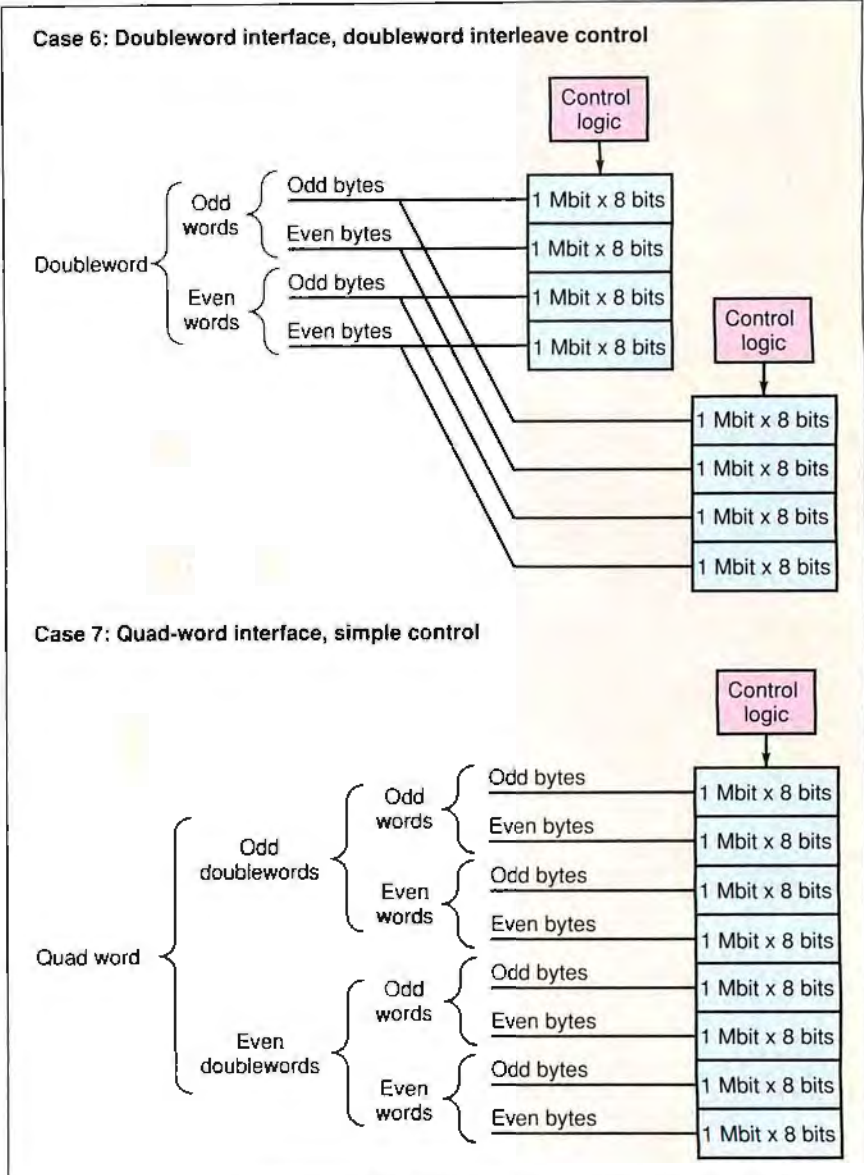 Case 6: Doubleword interface, doubleword interleave control
Control
logic
Doubleword
Odd
words
Even
words
Odd bytes
Even bytes
Odd bytes
Even bytes
1 Mbit x 8 bits
1 Mbit x 8 bits
1 Mbit x 8 bits
1 Mbit x 8 bits
Control
logic
1 Mbit x 8 bits
1 Mbit x 8 bits
1 Mbit x 8 bits
1 Mbit x 8 bits
Case 7: Quad-word interface, simple control
Control
logic
Quad word
Odd
doublewords
Even
doublewords
Odd
words
Even
words
Odd
words
Even
words
Odd bytes
Even bytes
Odd bytes
Even bytes
Odd bytes
Even bytes
Odd bytes
Even bytes
1 Mbit x 8 bits
1 Mbit x 8 bits
1 Mbit x 8 bits
1 Mbit x 8 bits
1 Mbit x 8 bits
1 Mbit x 8 bits
1 Mbit x 8 bits
1 Mbit x 8 bits